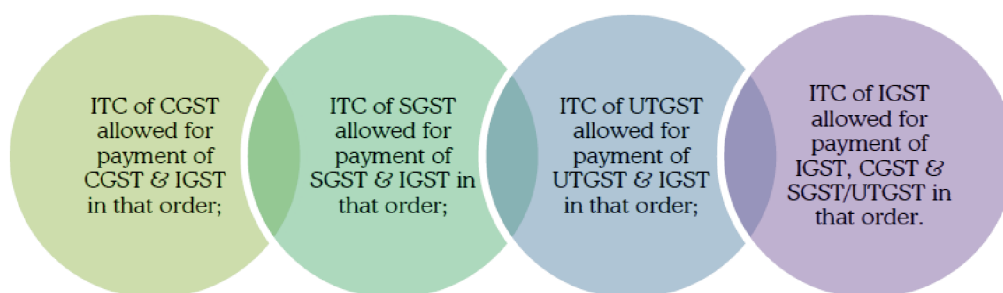 ITC of CGST
allowed for
payment of
CGST & IGST
in that order;
ITC of SGST
allowed for
payment of
SGST & IGST in
that order;
ITC of UTGST
allowed for
payment of
UTGST & IGST
in that order;
ITC of IGST
allowed for
payment of
IGST, CGST &
SGST/UTGST in
that order.